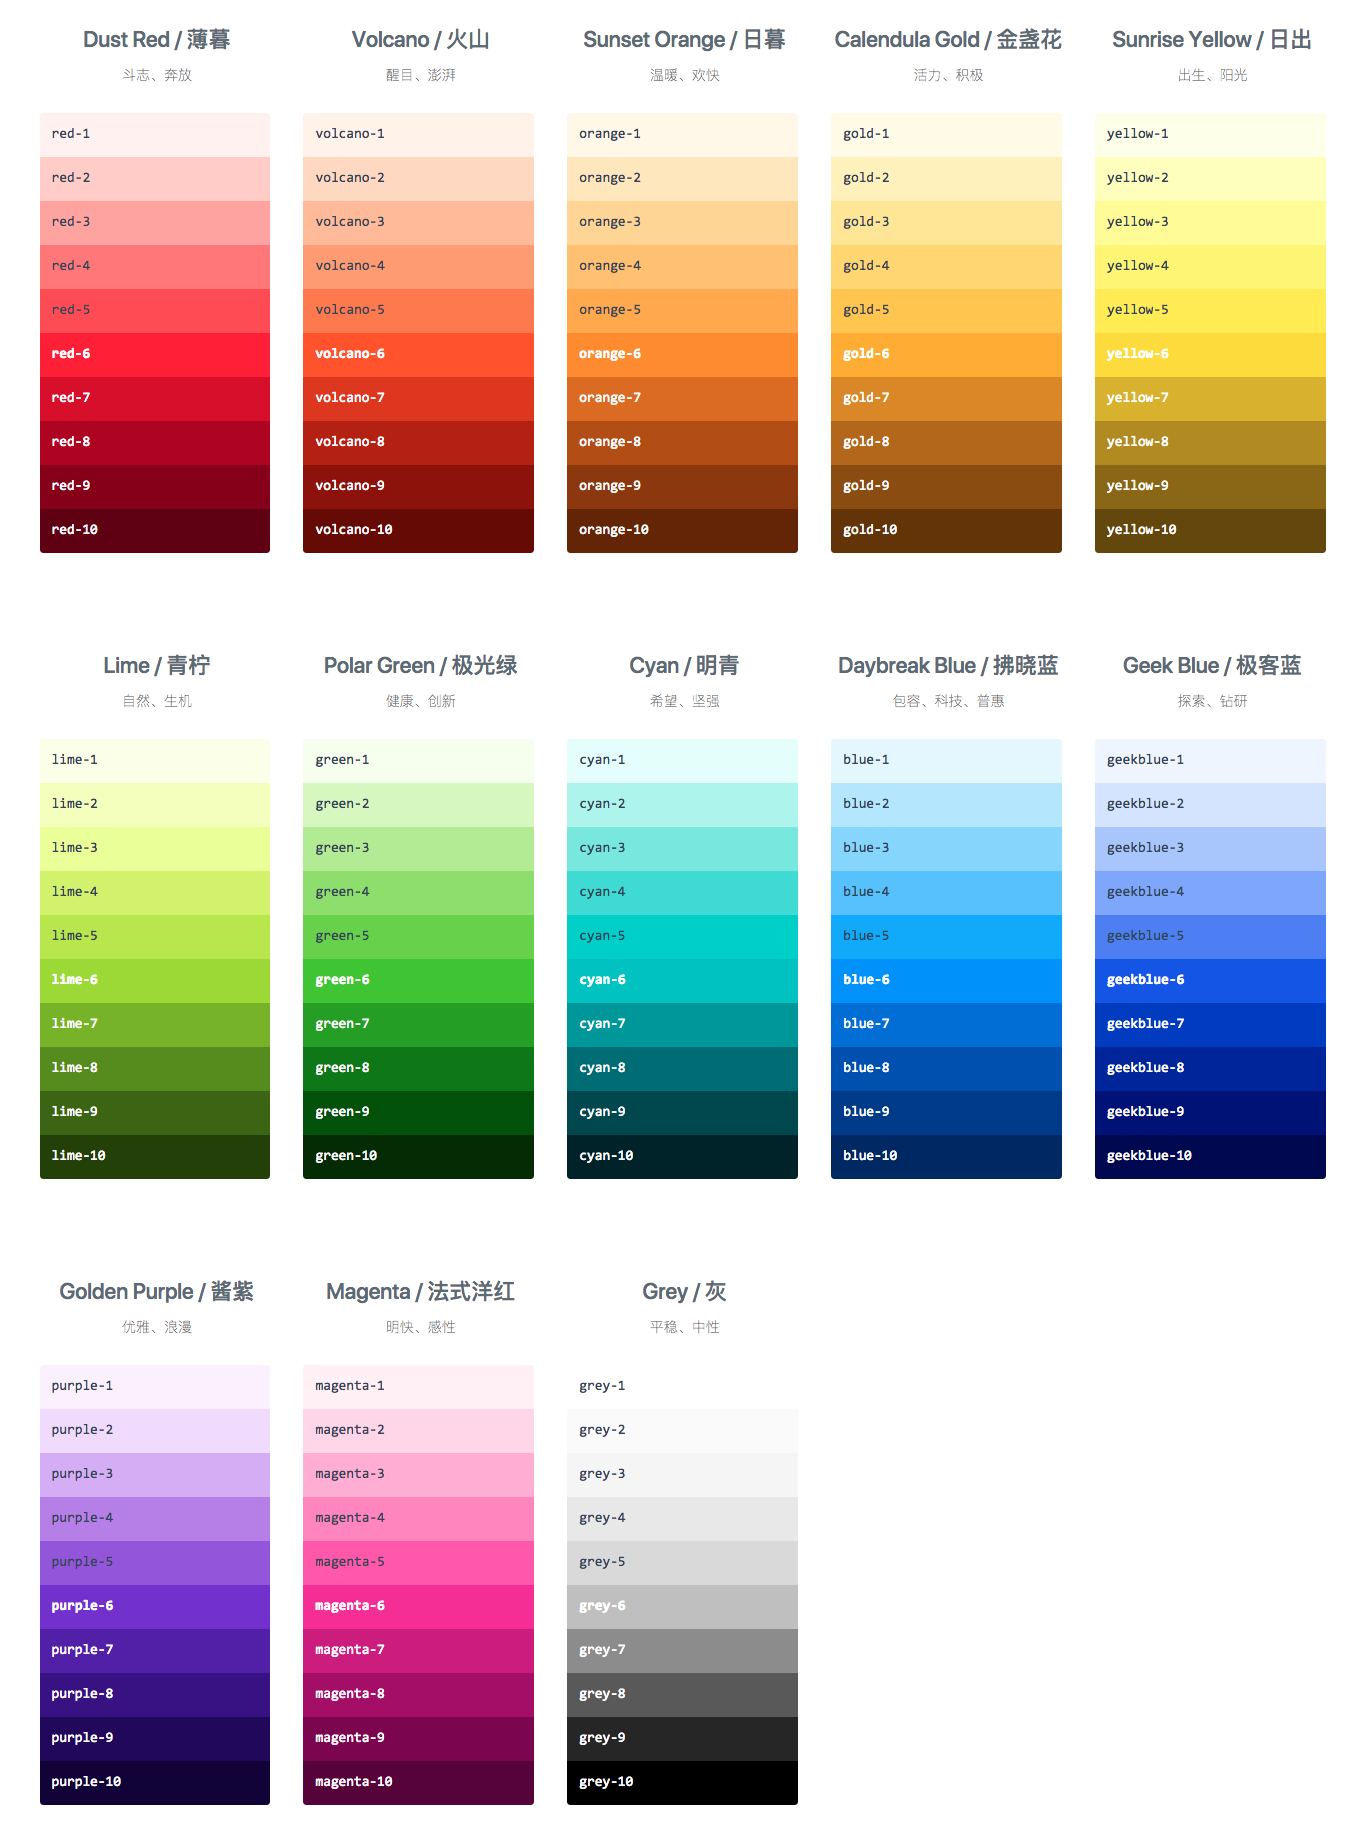 Dust Red / 薄暮
斗志、奔放
red-1
red-2
red-3
red-4
red-5
red-6
red-7
red-8
red-9
red-10
Volcano / 火山
醒目、澎湃
volcano-1
volcano-2
volcano-3
volcano-4
volcano-5
volcano-6
volcano-7
volcano-8
volcano-9
volcano-10
Sunset Orange / 日暮
温暖、欢快
orange-1
orange-2
orange-3
orange-4
orange-5
orange-6
orange-7
orange-8
orange-9
orange-10
Calendula Gold / 金盏花
活力、积极
gold-1
gold-2
gold-3
gold-4
gold-5
gold-6
gold-7
gold-8
gold-9
gold-10
Sunrise Yellow / 日出
出生、阳光
yellow-1
yellow-2
yellow-3
yellow-4
yellow-5
yellow-6
yellow-7
yellow-8
yellow-9
yellow-10
Lime / 青柠
自然、生机
lime-1
lime-2
lime-3
lime-4
lime-5
lime-6
lime-7
lime-8
lime-9
lime-10
Polar Green / 极光绿
健康、创新
green-1
green-2
green-3
green-4
green-5
green-6
green-7
green-8
green-9
green-10
Cyan / 明青
希望、坚强
cyan-1
cyan-2
cyan-3
cyan-4
cyan-5
cyan-6
cyan-7
cyan-8
cyan-9
cyan-10
Daybreak Blue / 拂晓蓝
包容、科技、普惠
blue-1
blue-2
blue-3
blue-4
blue-5
blue-6
blue-7
blue-8
blue-9
blue-10
Geek Blue / 极客蓝
探索、钻研
geekblue-1
geekblue-2
geekblue-3
geekblue-4
geekblue-5
geekblue-6
geekblue-7
geekblue-8
geekblue-9
geekblue-10
Golden Purple / 酱紫
优雅、浪漫
purple-1
purple-2
purple-3
purple-4
purple-5
purple-6
purple-7
purple-8
purple-9
purple-10
Magenta / 法式洋红
明快、感性
magenta-1
magenta-2
magenta-3
magenta-4
magenta-5
magenta-6
magenta-7
magenta-8
magenta-9
magenta-10
Grey / 灰
平稳、中性
grey-1
grey-2
grey-3
grey-4
grey-5
grey-6
grey-7
grey-8
grey-9
grey-10